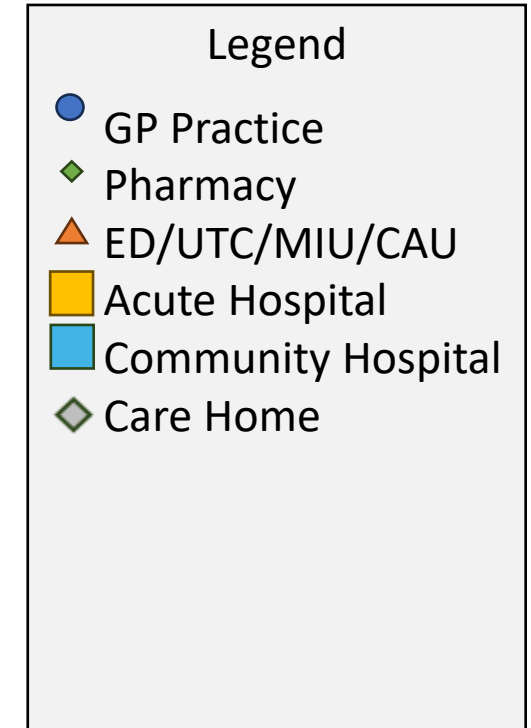 Legend
GP Practice
Pharmacy
ED/UTC/MIU/CAU
Acute Hospital
Community Hospital
Care Home